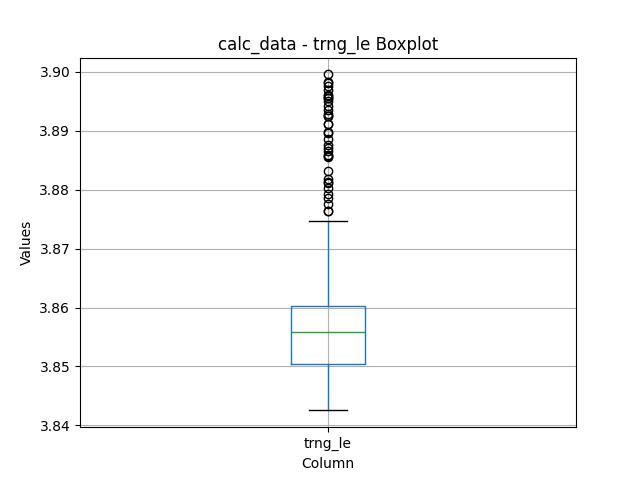 calc_data - trng_le Boxplot
3.90
3.89
3.88
3.87
3.86
3.85
3.84
Values
trng_le
Column